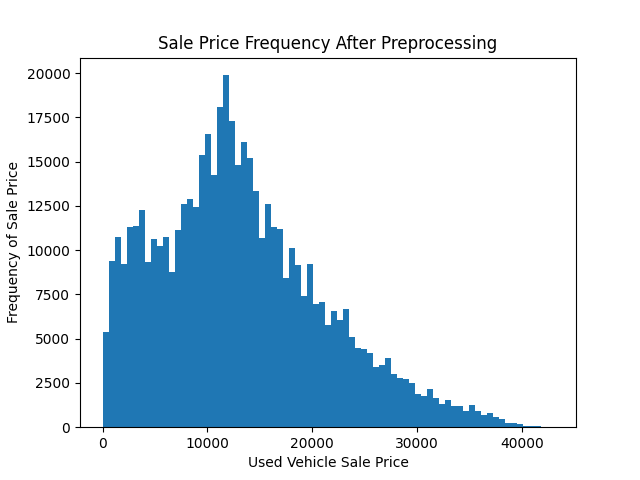 Sale Price Frequency After Preprocessing
20000
17500
15000
12500
10000
7500
5000
2500
0
Frequency of Sale Price
0 10000 20000 30000 40000
Used Vehicle Sale Price